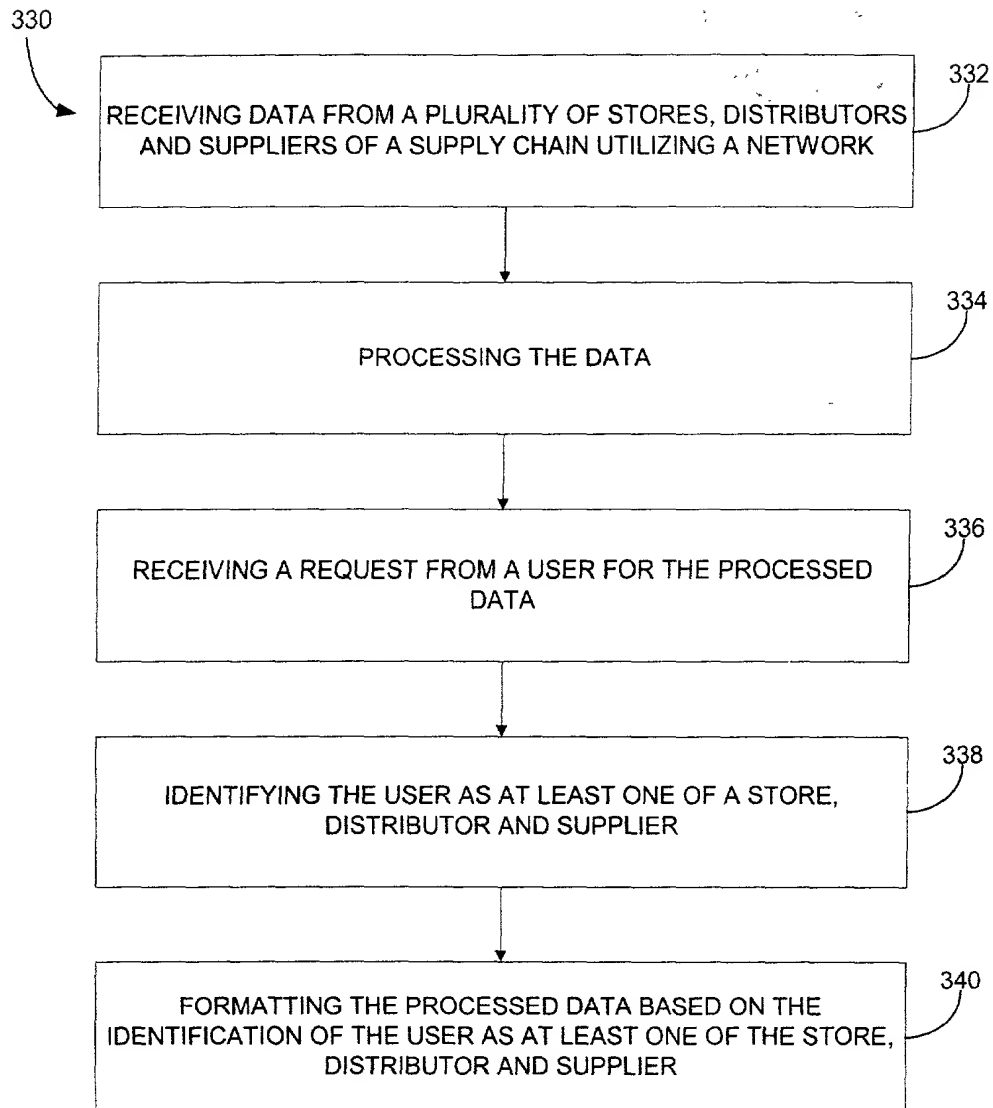 330
332
RECEIVING DATA FROM A PLURALITY OF STORES, DISTRIBUTORS
AND SUPPLIERS OF A SUPPLY CHAIN UTILIZING A NETWORK
334
PROCESSING THE DATA
336
RECEIVING A REQUEST FROM A USER FOR THE PROCESSED
DATA
338
IDENTIFYING THE USER AS AT LEAST ONE OF A STORE,
DISTRIBUTOR AND SUPPLIER
340
FORMATTING THE PROCESSED DATA BASED ON THE
IDENTIFICATION OF THE USER AS AT LEAST ONE OF THE STORE,
DISTRIBUTOR AND SUPPLIER